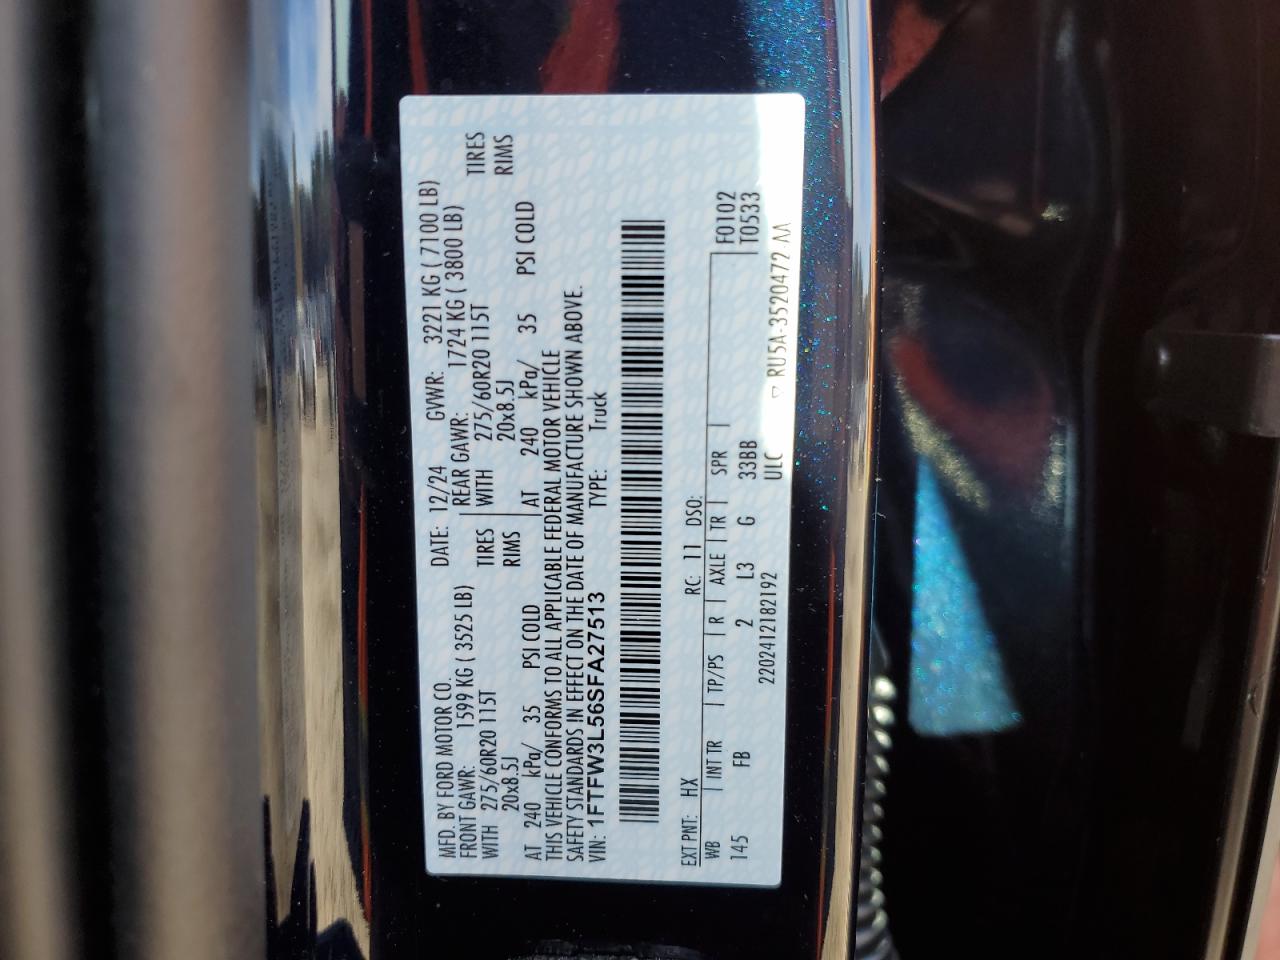 MFD. BY FORD MOTOR CO. DATE: 12/24 GVWR: 3221 KG ( 7100 LB)
FRONT GAWR: 1599 KG ( 3525 LB) REAR GAWR: 1724 KG ( 3800 LB)
WITH 275/60R20 115T TIRES WITH 275/60R20 115T TIRES
20x8.5J RIMS 20x8.5J RIMS
AT 240 kPa/ 35 PSI COLD AT 240 kPa/ 35 PSI COLD
THIS VEHICLE CONFORMS TO ALL APPLICABLE FEDERAL MOTOR VEHICLE
SAFETY STANDARDS IN EFFECT ON THE DATE OF MANUFACTURE SHOWN ABOVE.
VIN: 1FTFW3L56SFA27513 TYPE: Truck
EXT PNT: HX RC: 11 DSO:
WB INT TR TP/PS R AXLE TR SPR F0102
145 FB 2 L3 G 33BB T0533
2202412182192 ULC ▽ RU5A-3520472 AA